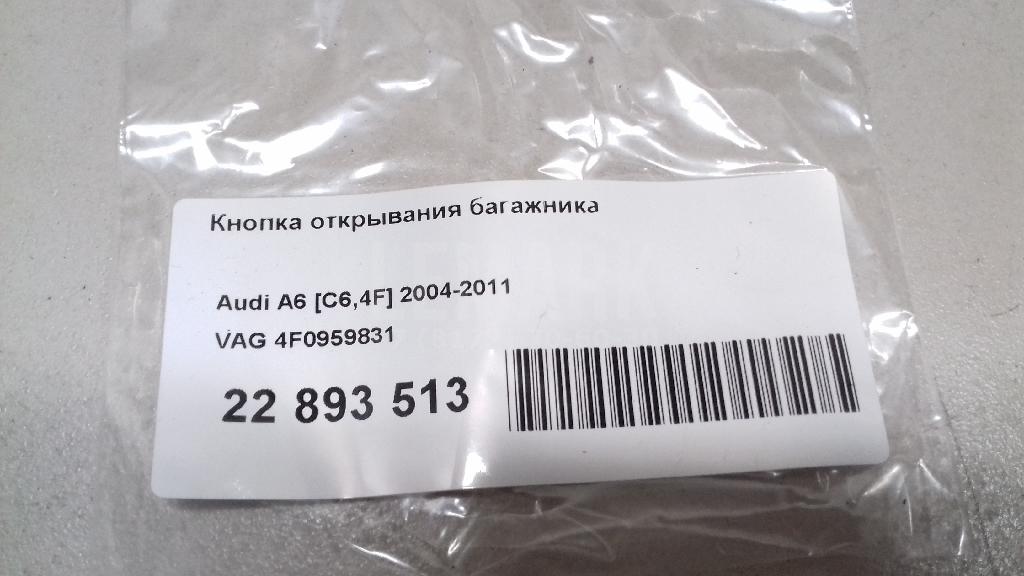 Кнопка открывания багажника
Audi A6 [C6,4F] 2004-2011
VAG 4F0959831
22 893 513